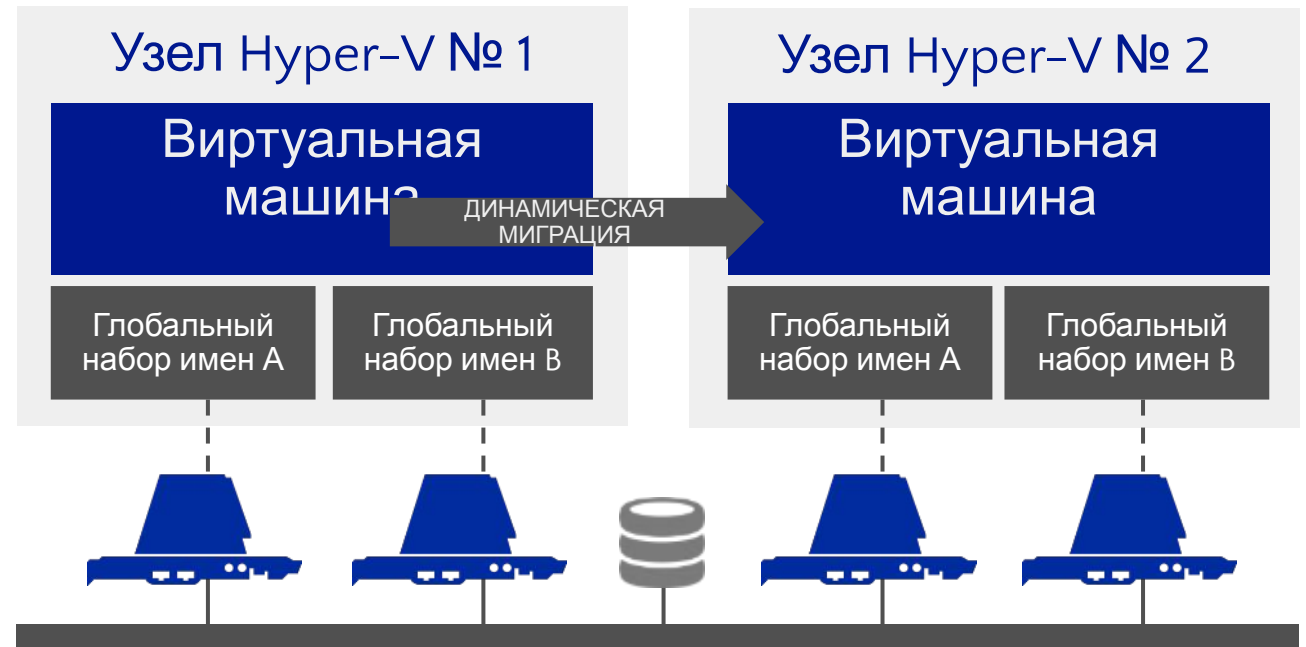 Узел Hyper-V № 1
Узел Hyper-V № 2
Виртуальная
машина
Виртуальная
машина
ДИНАМИЧЕСКАЯ
МИГРАЦИЯ
Глобальный
набор имен A
Глобальный
набор имен B
Глобальный
набор имен A
Глобальный
набор имен B